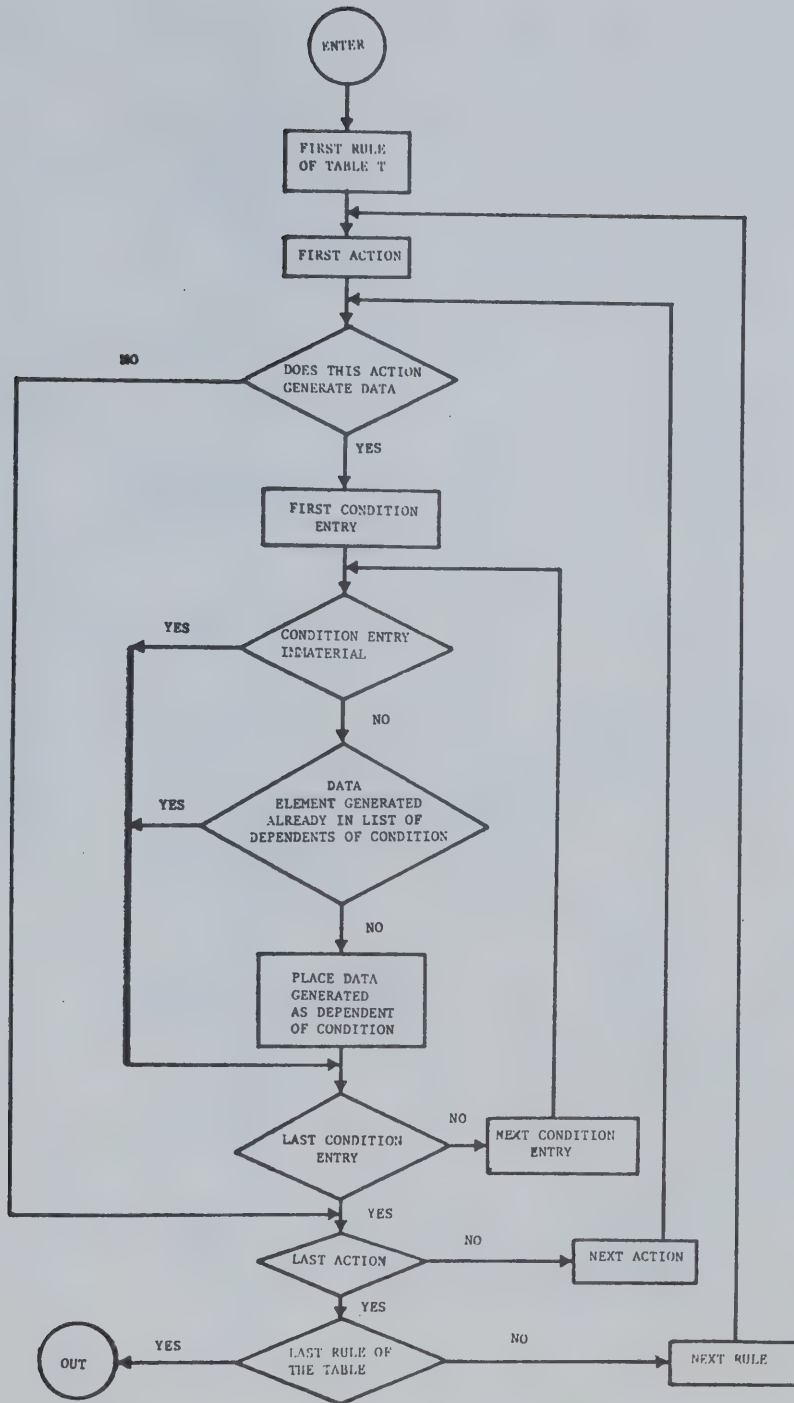 ENTER
FIRST RULE
OF TABLE T
FIRST ACTION
NO
DOES THIS ACTION
GENERATE DATA
YES
FIRST CONDITION
ENTRY
YES
CONDITION ENTRY
IMMATERIAL
NO
DATA
YES
ELEMENT GENERATED
ALREADY IN LIST OF
DEPENDENTS OF CONDITION
NO
PLACE DATA
GENERATED
AS DEPENDENT
OF CONDITION
LAST CONDITION
ENTRY
NO
NEXT CONDITION
ENTRY
YES
LAST ACTION
NO
NEXT ACTION
YES
OUT
YES
LAST RULE OF
THE TABLE
NO
NEXT RULE